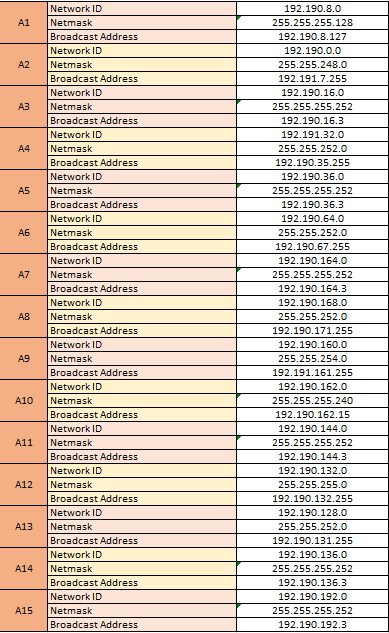 A1 Network ID 192.190.8.0
Netmask 255.255.255.128
Broadcast Address 192.190.8.127
A2 Network ID 192.190.0.0
Netmask 255.255.248.0
Broadcast Address 192.191.7.255
A3 Network ID 192.190.16.0
Netmask 255.255.255.252
Broadcast Address 192.190.16.3
A4 Network ID 192.191.32.0
Netmask 255.255.252.0
Broadcast Address 192.190.35.255
A5 Network ID 192.190.36.0
Netmask 255.255.255.252
Broadcast Address 192.190.36.3
A6 Network ID 192.190.64.0
Netmask 255.255.252.0
Broadcast Address 192.190.67.255
A7 Network ID 192.190.164.0
Netmask 255.255.255.252
Broadcast Address 192.190.164.3
A8 Network ID 192.190.168.0
Netmask 255.255.252.0
Broadcast Address 192.190.171.255
A9 Network ID 192.190.160.0
Netmask 255.255.254.0
Broadcast Address 192.191.161.255
A10 Network ID 192.190.162.0
Netmask 255.255.255.240
Broadcast Address 192.190.162.15
A11 Network ID 192.190.144.0
Netmask 255.255.255.252
Broadcast Address 192.190.144.3
A12 Network ID 192.190.132.0
Netmask 255.255.255.0
Broadcast Address 192.190.132.255
A13 Network ID 192.190.128.0
Netmask 255.255.252.0
Broadcast Address 192.190.131.255
A14 Network ID 192.190.136.0
Netmask 255.255.255.252
Broadcast Address 192.190.136.3
A15 Network ID 192.190.192.0
Netmask 255.255.255.252
Broadcast Address 192.190.192.3